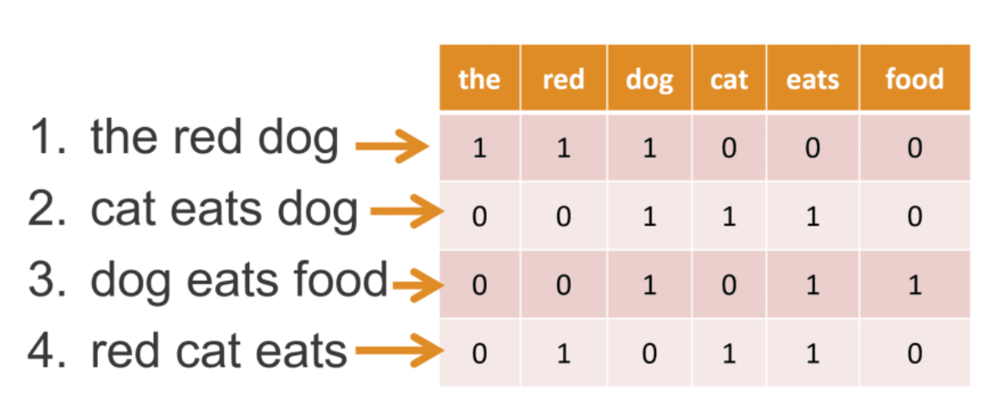 the red dog cat eats food
1. the red dog 1 1 1 0 0 0
2. cat eats dog 0 0 1 1 1 0
3. dog eats food 0 0 1 0 1 1
4. red cat eats 0 1 0 1 1 0